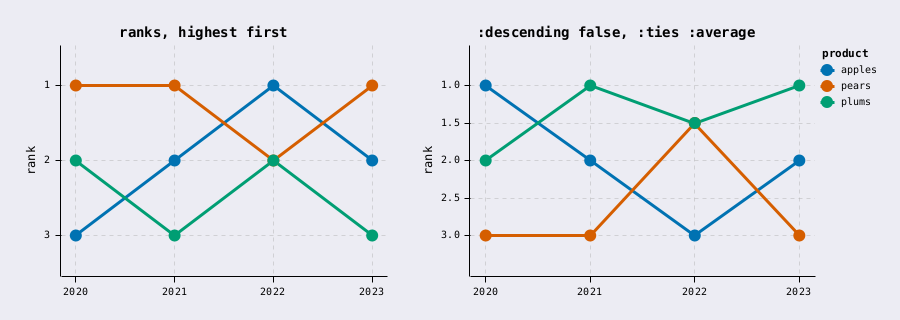 ranks, highest first
rank
1
2
3
2020 2021 2022 2023
:descending false, :ties :average
rank
1.0
1.5
2.0
2.5
3.0
2020 2021 2022 2023
product
apples
pears
plums